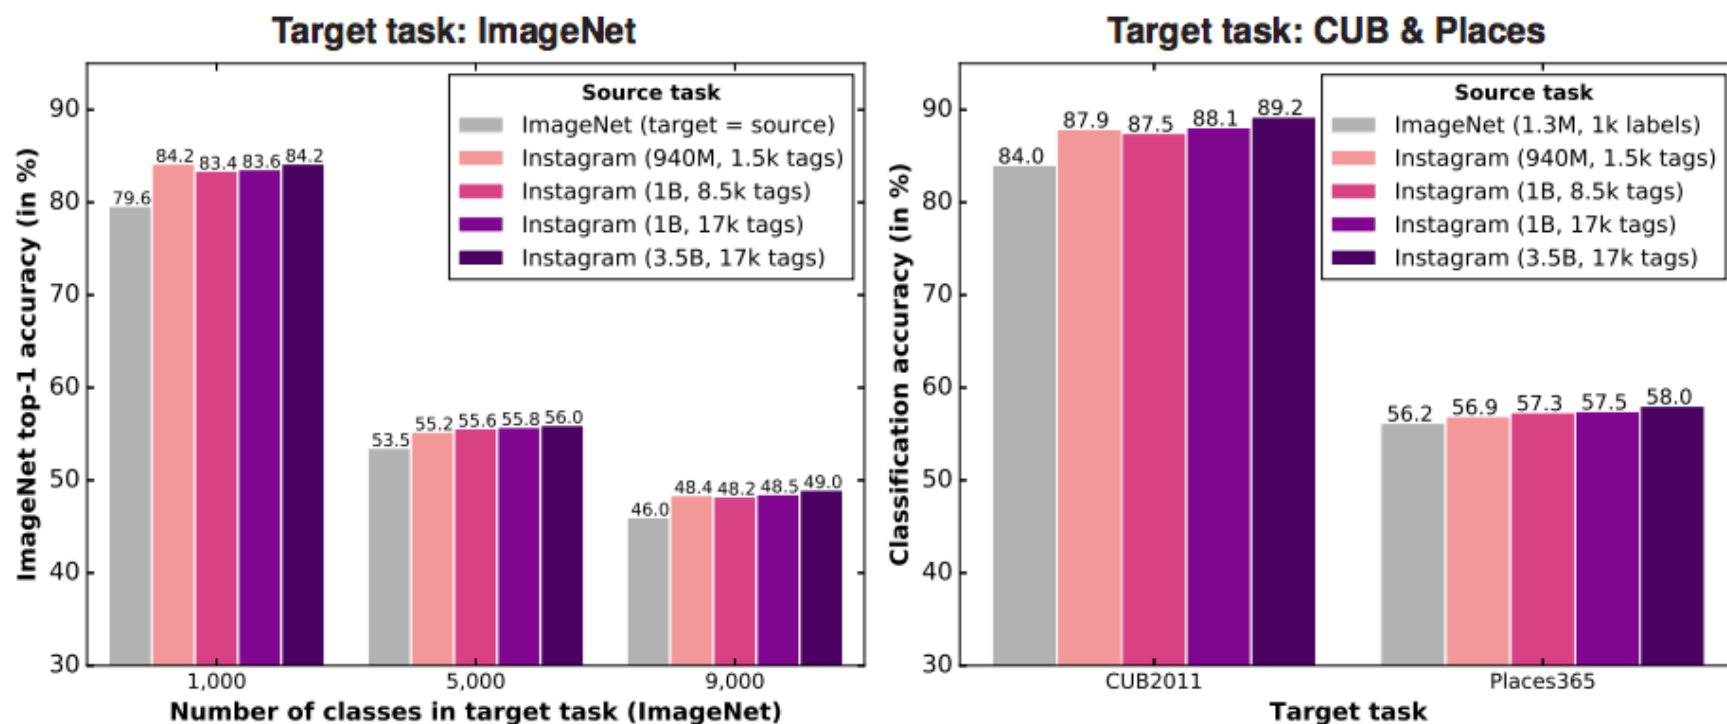 Target task: ImageNet
ImageNet top-1 accuracy (in %)
90
80
70
60
50
40
30
Source task
ImageNet (target = source)
Instagram (940M, 1.5k tags)
Instagram (1B, 8.5k tags)
Instagram (1B, 17k tags)
Instagram (3.5B, 17k tags)
79.6 84.2 83.4 83.6 84.2
53.5 55.2 55.6 55.8 56.0
46.0 48.4 48.2 48.5 49.0
1,000 5,000 9,000
Number of classes in target task (ImageNet)
Target task: CUB & Places
Classification accuracy (in %)
90
80
70
60
50
40
30
Source task
ImageNet (1.3M, 1k labels)
Instagram (940M, 1.5k tags)
Instagram (1B, 8.5k tags)
Instagram (1B, 17k tags)
Instagram (3.5B, 17k tags)
84.0 87.9 87.5 88.1 89.2
56.2 56.9 57.3 57.5 58.0
CUB2011 Places365
Target task